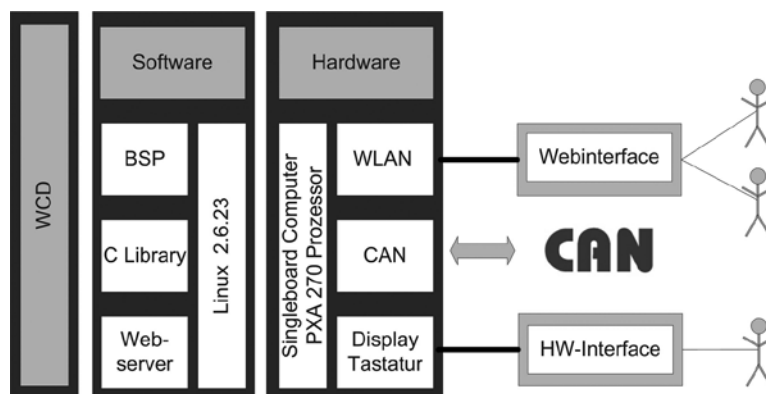 WCD
Software
BSP
C Library
Web-
server
Linux 2.6.23
Hardware
Singleboard Computer
PXA 270 Prozessor
WLAN
CAN
Display
Tastatur
Webinterface
CAN
HW-Interface